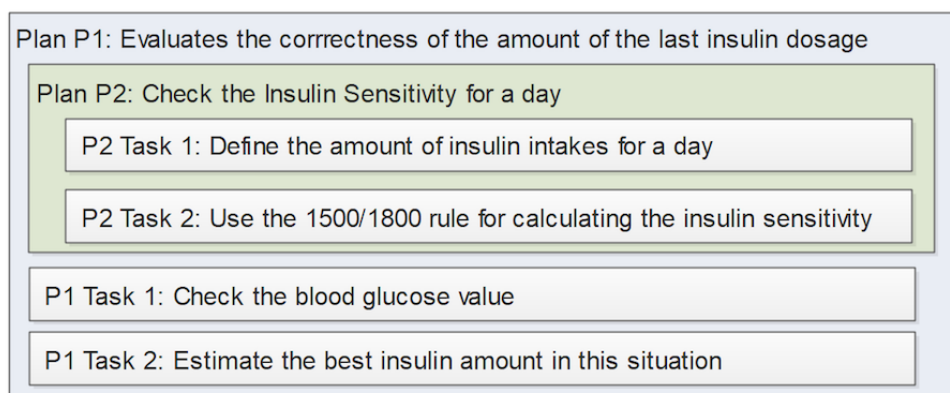 Plan P1: Evaluates the corrrectness of the amount of the last insulin dosage
Plan P2: Check the Insulin Sensitivity for a day
P2 Task 1: Define the amount of insulin intakes for a day
P2 Task 2: Use the 1500/1800 rule for calculating the insulin sensitivity
P1 Task 1: Check the blood glucose value
P1 Task 2: Estimate the best insulin amount in this situation